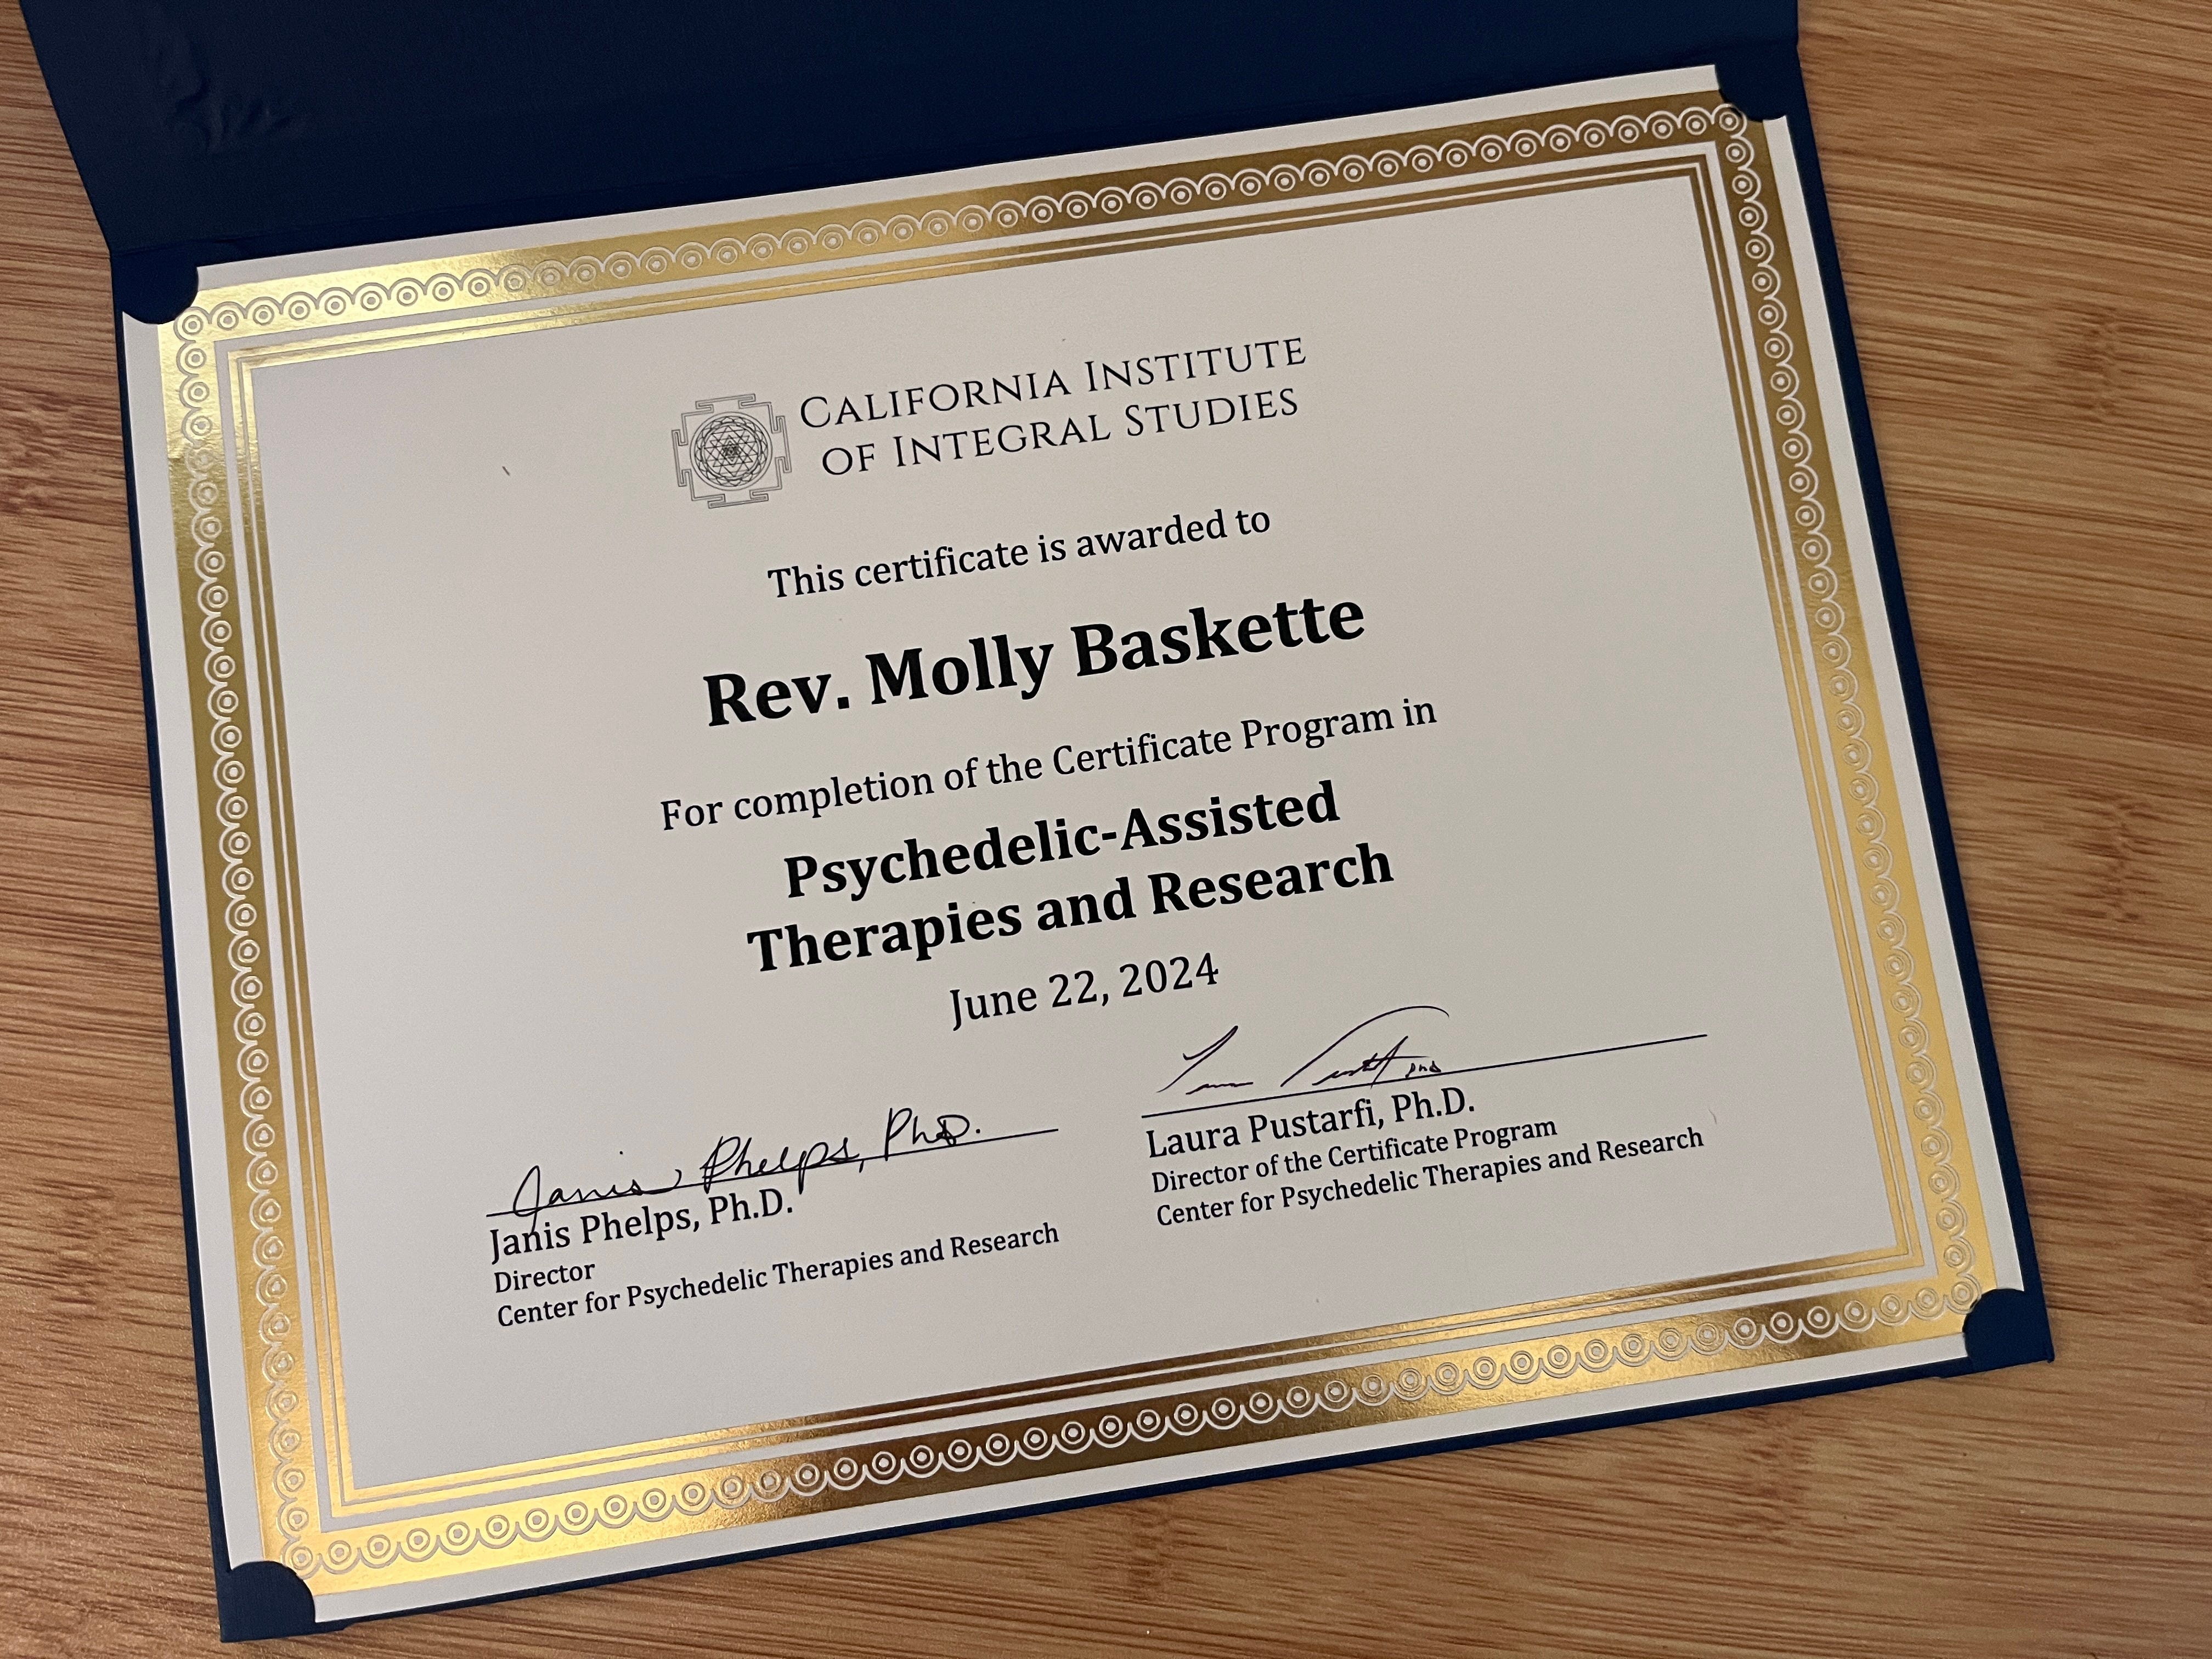 CALIFORNIA INSTITUTE
OF INTEGRAL STUDIES
This certificate is awarded to
Rev. Molly Baskette
For completion of the Certificate Program in
Psychedelic-Assisted
Therapies and Research
June 22, 2024
Janis Phelps, Ph.D.
Janis Phelps, Ph.D.
Director
Center for Psychedelic Therapies and Research
PhD
Laura Pustarfi, Ph.D.
Director of the Certificate Program
Center for Psychedelic Therapies and Research